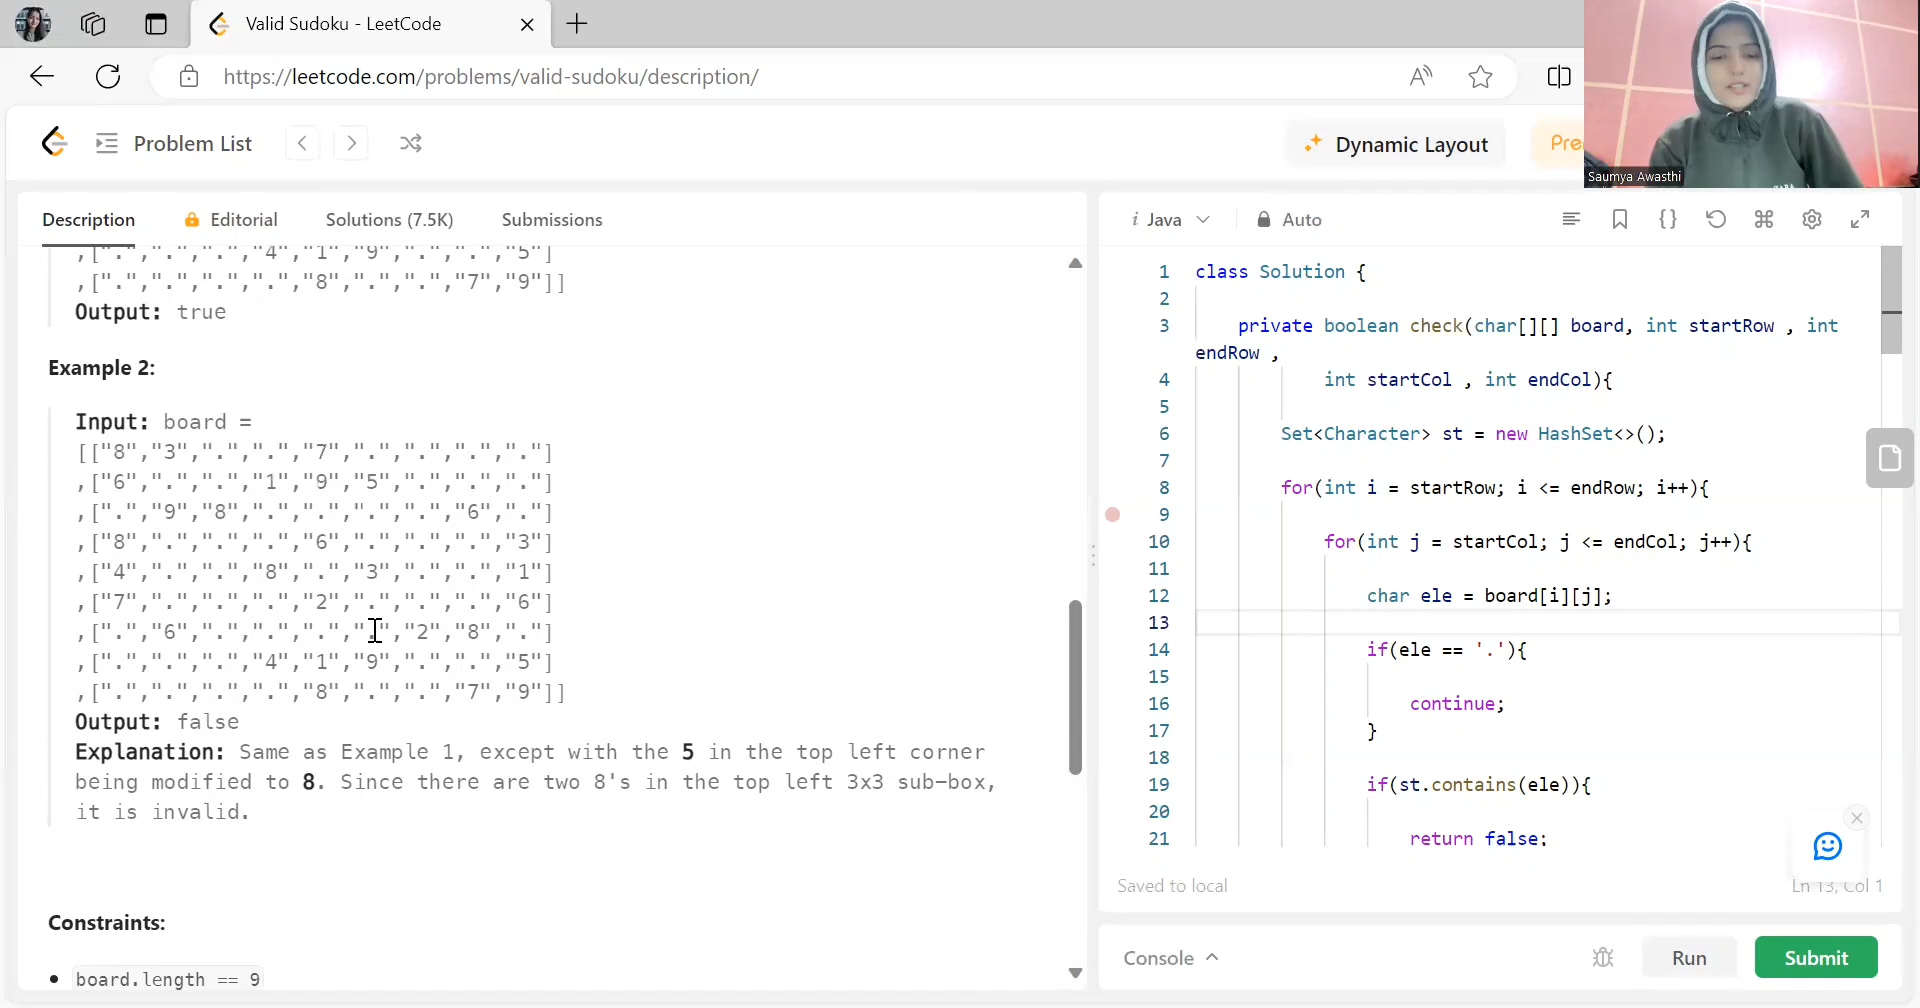 Valid Sudoku - LeetCode
https://leetcode.com/problems/valid-sudoku/description/
Problem List
Dynamic Layout
Pre
Saumya Awasthi
Description
Editorial
Solutions (7.5K)
Submissions
,[".",".",".","4","1","9",".",".","5"]
,[".",".",".",".","8",".",".","7","9"]]
Output: true
Example 2:
Input: board =
[["8","3",".",".","7",".",".",".","."]
,["6",".",".","1","9","5",".",".","."]
,[".","9","8",".",".",".",".","6","."]
,["8",".",".",".","6",".",".",".","3"]
,["4",".",".","8",".","3",".",".","1"]
,["7",".",".",".","2",".",".",".","6"]
,[".","6",".",".",".",".","2","8","."]
,[".",".",".","4","1","9",".",".","5"]
,[".",".",".",".","8",".",".","7","9"]]
Output: false
Explanation: Same as Example 1, except with the 5 in the top left corner
being modified to 8. Since there are two 8's in the top left 3x3 sub-box,
it is invalid.
Constraints:
• board.length == 9
i Java
Auto
1 class Solution {
2
3 private boolean check(char[][] board, int startRow , int
endRow ,
4 int startCol , int endCol){
5
6 Set<Character> st = new HashSet<>();
7
8 for(int i = startRow; i <= endRow; i++){
9
10 for(int j = startCol; j <= endCol; j++){
11
12 char ele = board[i][j];
13
14 if(ele == '.'){
15
16 continue;
17 }
18
19 if(st.contains(ele)){
20
21 return false;
Saved to local
Ln 13, Col 1
Console
Run
Submit